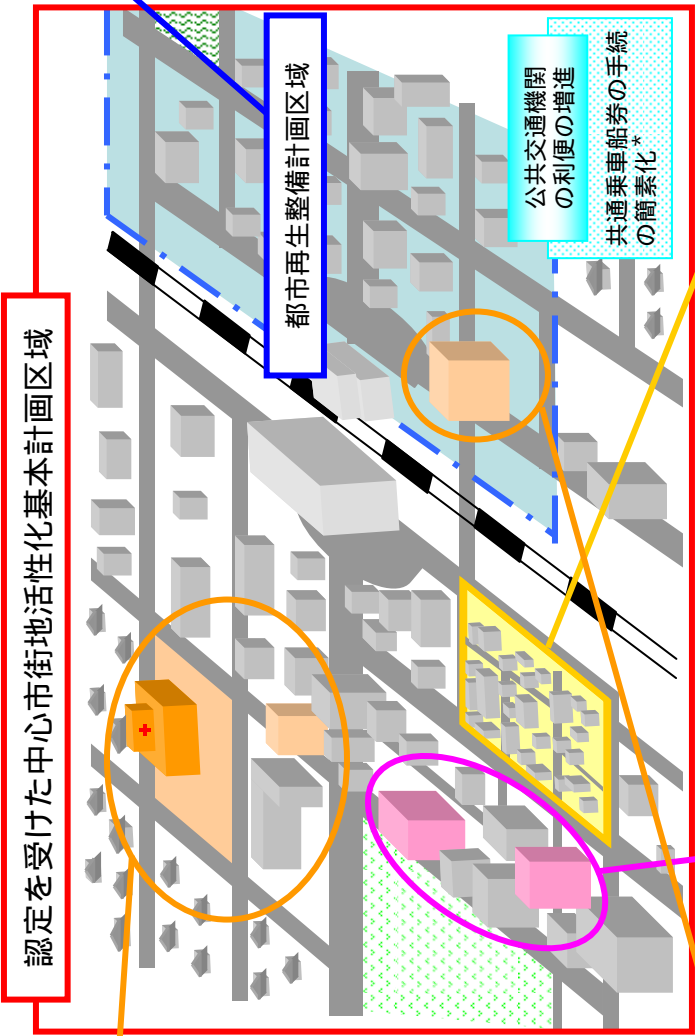 認定を受けた中心市街地活性化基本計画区域
都市再生整備計画区域
公共交通機関
の利便の増進
共通乗車船券の手続
の簡素化*